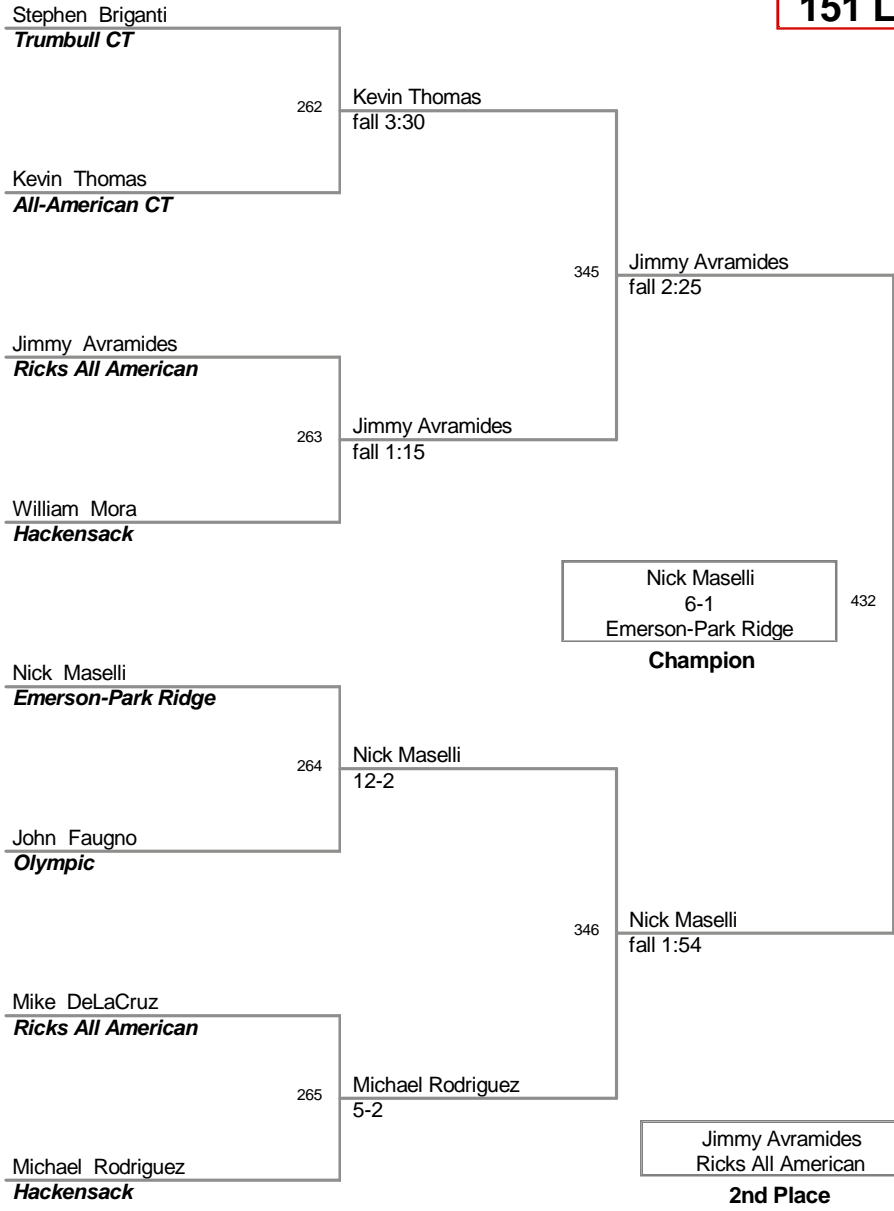 Stephen Briganti
151 L
Trumbull CT
262
Kevin Thomas
fall 3:30
Kevin Thomas
All-American CT
345
Jimmy Avramides
fall 2:25
Jimmy Avramides
Ricks All American
263
Jimmy Avramides
fall 1:15
William Mora
Hackensack
Nick Maselli
6-1
Emerson-Park Ridge
432
Champion
Nick Maselli
Emerson-Park Ridge
264
Nick Maselli
12-2
John Faugno
Olympic
346
Nick Maselli
fall 1:54
Mike DeLaCruz
Ricks All American
265
Michael Rodriguez
5-2
Michael Rodriguez
Hackensack
Jimmy Avramides
Ricks All American
2nd Place